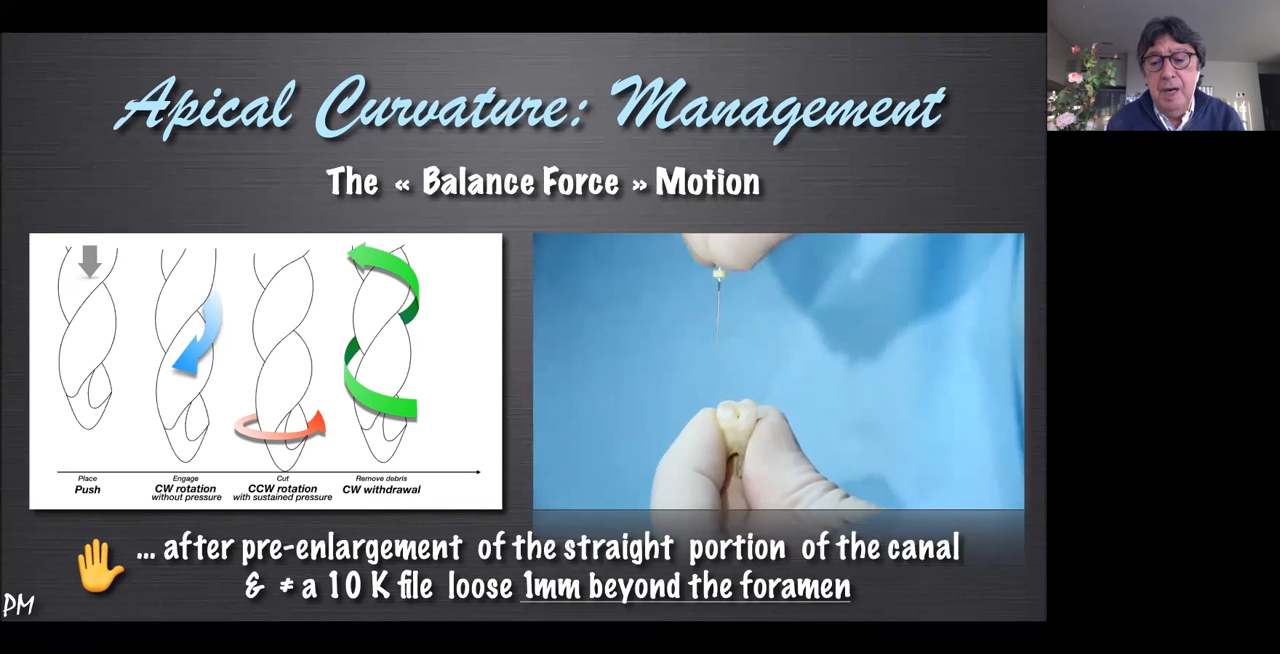 Apical Curvature: Management
The « Balance Force » Motion
Place
Push
Engage
CW rotation
without pressure
Cut
CCW rotation
with sustained pressure
Remove debris
CW withdrawal
... after pre-enlargement of the straight portion of the canal
& ≠ a 10 K file loose 1mm beyond the foramen
PM